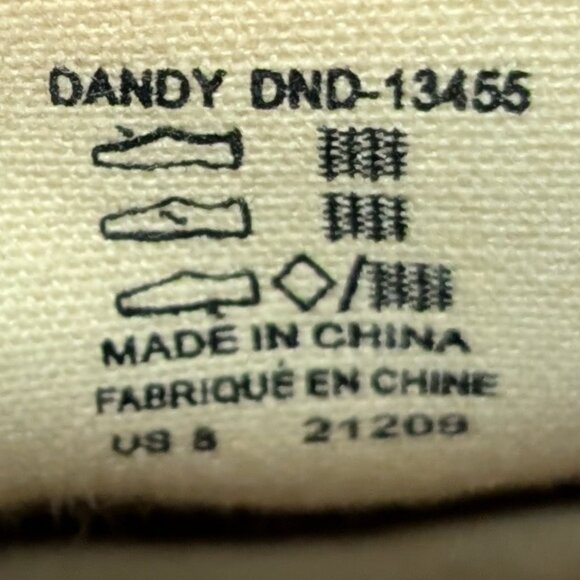 DANDY DND-13455
MADE IN CHINA
FABRIQUÉ EN CHINE
US 8 21209